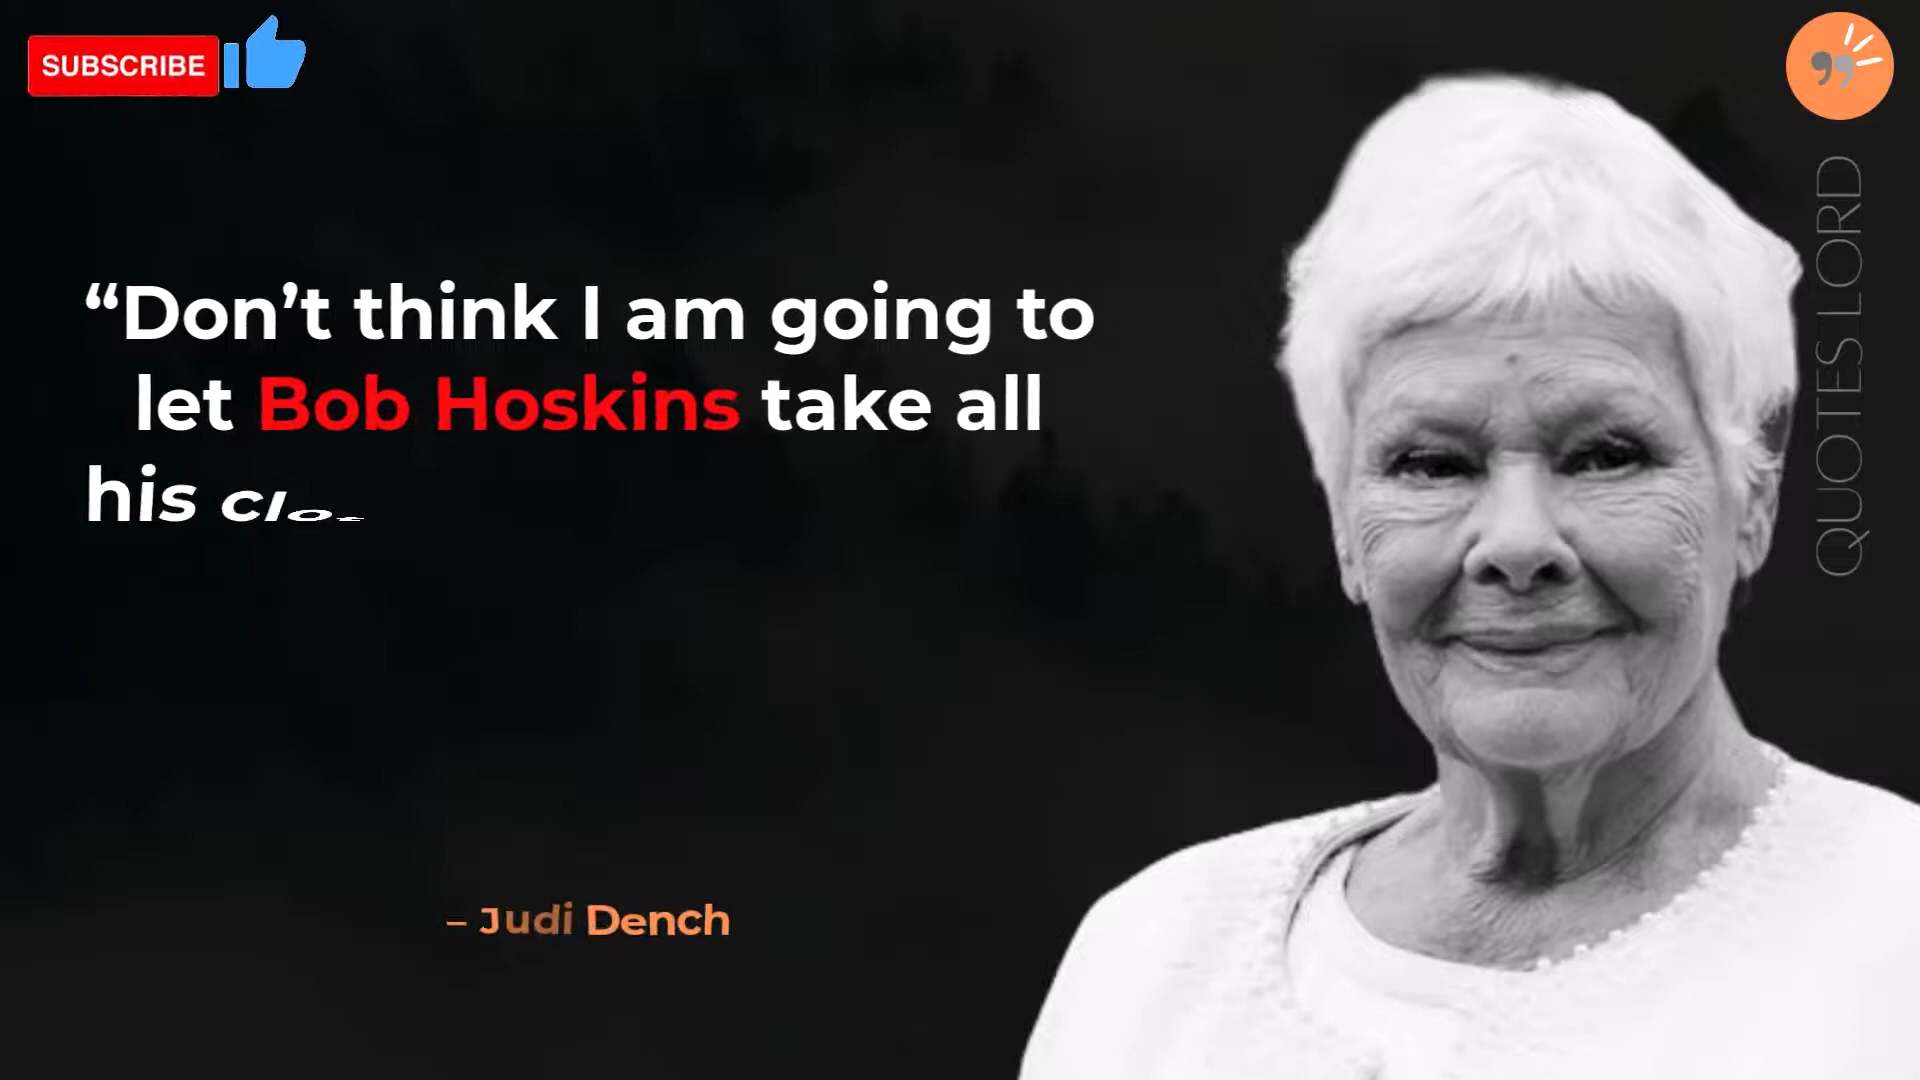 SUBSCRIBE
“Don’t think I am going to
let Bob Hoskins take all
his
– Judi Dench
QUOTES LORD